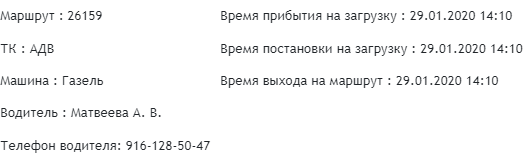 Маршрут : 26159 Время прибытия на загрузку : 29.01.2020 14:10
ТК : АДВ Время постановки на загрузку : 29.01.2020 14:10
Машина : Газель Время выхода на маршрут : 29.01.2020 14:10
Водитель : Матвеева А. В.
Телефон водителя: 916-128-50-47